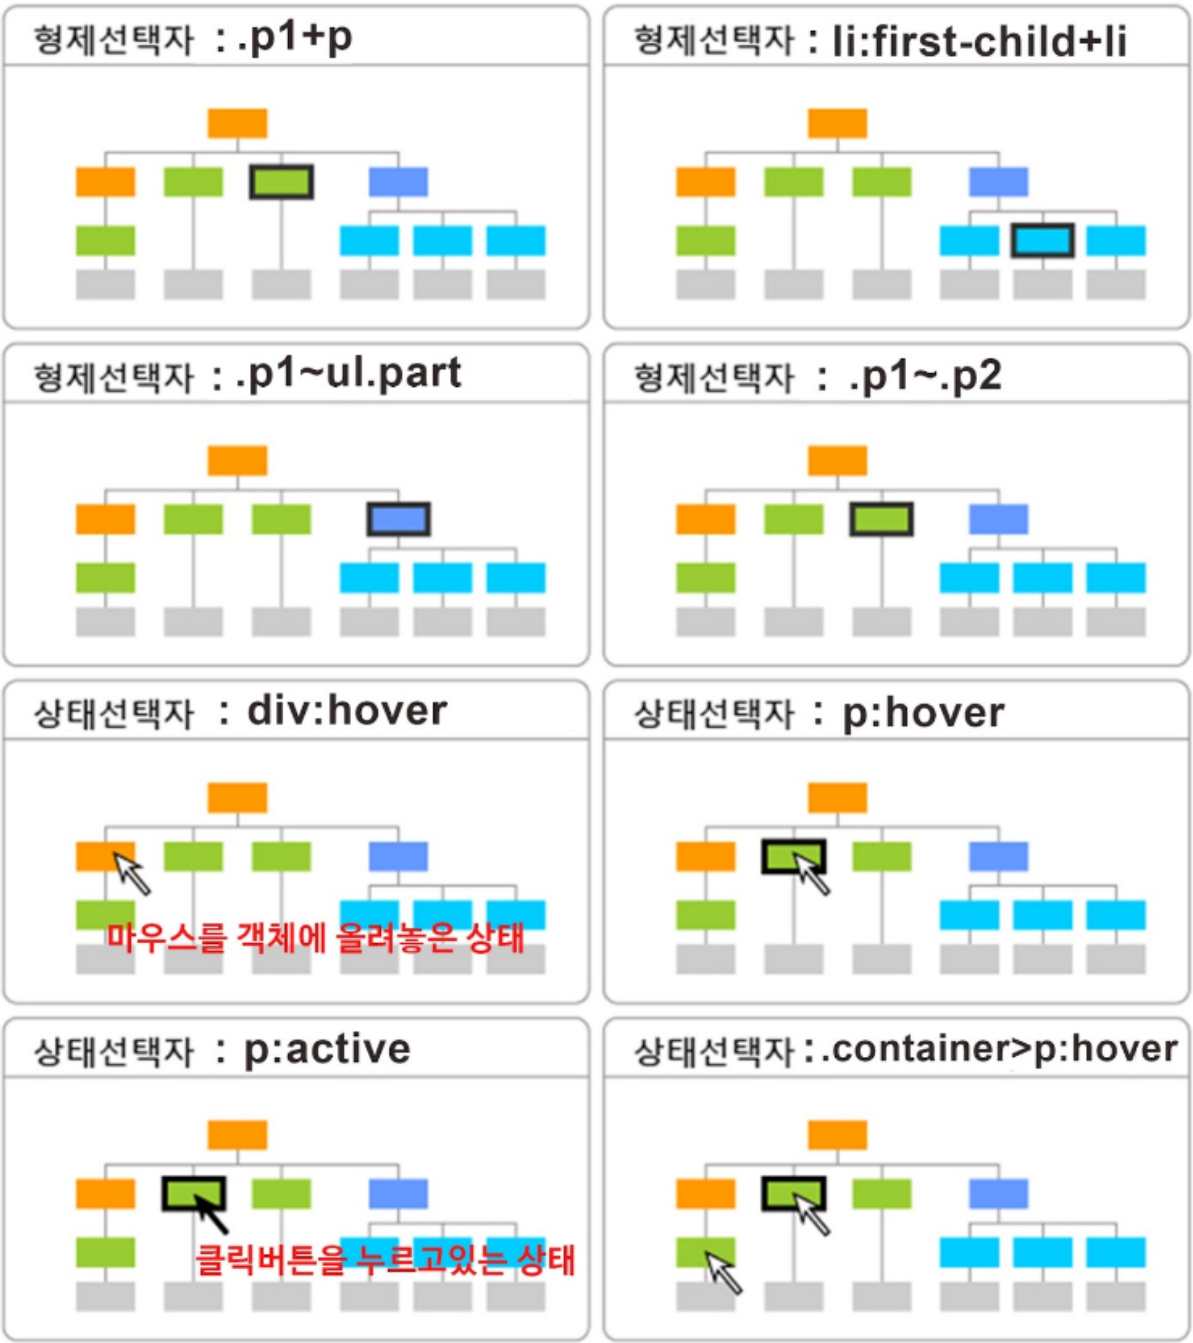 형제선택자 : .p1+p
형제선택자 : li:first-child+li
형제선택자 : .p1~ul.part
형제선택자 : .p1~.p2
상태선택자 : div:hover
상태선택자 : p:hover
마우스를 객체에 올려놓은 상태
상태선택자 : p:active
상태선택자 : .container>p:hover
클릭버튼을 누르고있는 상태